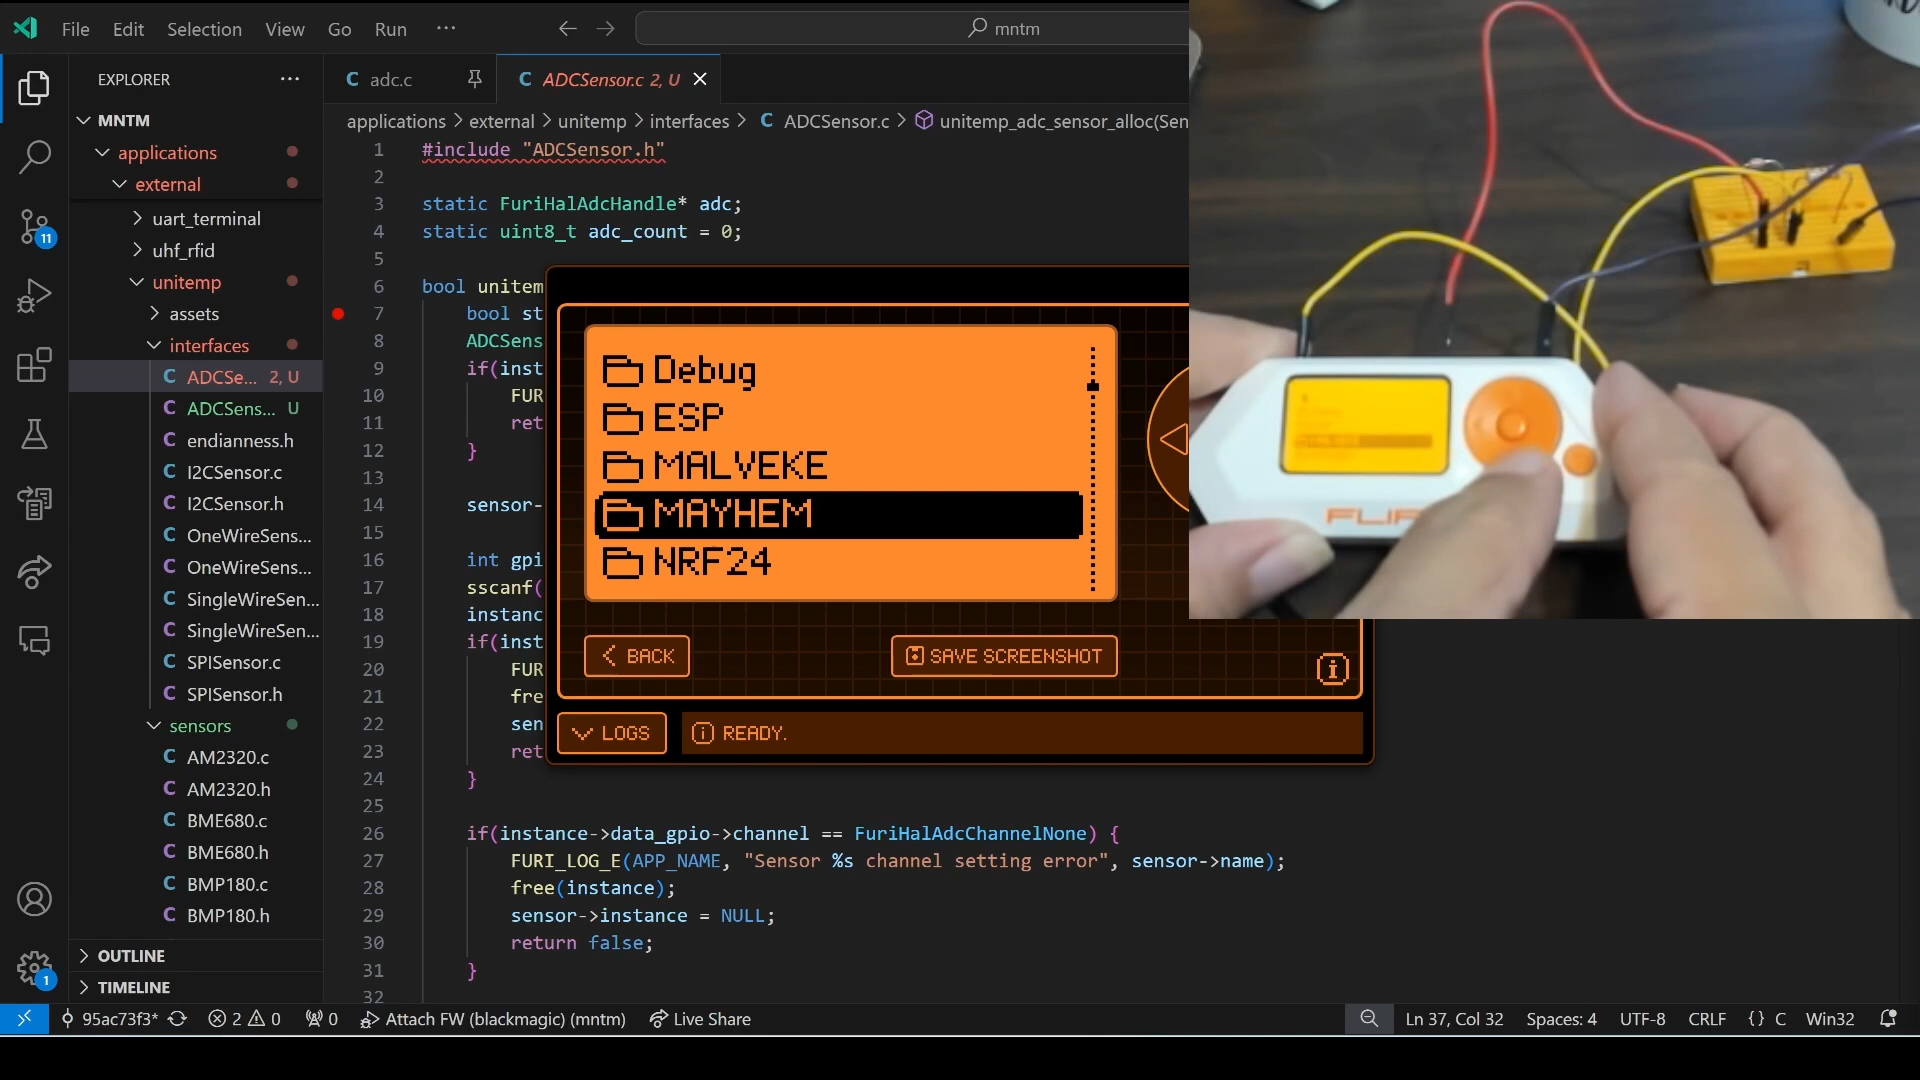 File Edit Selection View Go Run ...
mntm
EXPLORER
adc.c
ADCSensor.c 2, U
MNTM
applications > external > unitemp > interfaces > C ADCSensor.c > unitemp_adc_sensor_alloc(Sen
applications
external
uart_terminal
uhf_rfid
unitemp
assets
interfaces
C ADCSe... 2, U
C ADCSens... U
C endianness.h
C I2CSensor.c
C I2CSensor.h
C OneWireSens...
C OneWireSens...
C SingleWireSen...
C SingleWireSen...
C SPISensor.c
C SPISensor.h
sensors
C AM2320.c
C AM2320.h
C BME680.c
C BME680.h
C BMP180.c
C BMP180.h
OUTLINE
TIMELINE
1 #include "ADCSensor.h"
2
3 static FuriHalAdcHandle* adc;
4 static uint8_t adc_count = 0;
5
6 bool unitem
7 bool st
8 ADCSens
9 if(inst
10 FUR
11 ret
12 }
13
14 sensor-
15
16 int gpi
17 sscanf(
18 instanc
19 if(inst
20 FUR
21 fre
22 sen
23 ret
24 }
25
26 if(instance->data_gpio->channel == FuriHalAdcChannelNone) {
27 FURI_LOG_E(APP_NAME, "Sensor %s channel setting error", sensor->name);
28 free(instance);
29 sensor->instance = NULL;
30 return false;
31 }
32
Debug
ESP
MALVEKE
MAYHEM
NRF24
BACK
SAVE SCREENSHOT
LOGS
READY.
FLIP
11
1
95ac73f3* 2 0 0 Attach FW (blackmagic) (mntm) Live Share
Ln 37, Col 32 Spaces: 4 UTF-8 CRLF {} C Win32